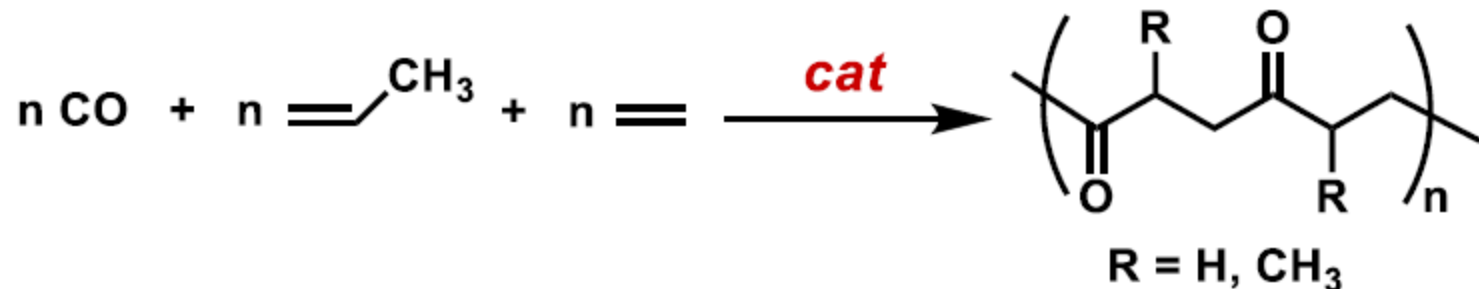 n CO + n CH₃ + n cat
R O
O R n
R = H, CH₃